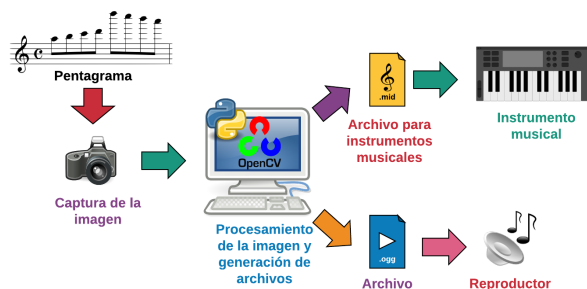 Pentagrama
Captura de la
imagen
OpenCV
Procesamiento
de la imagen y
generación de
archivos
.mid
Archivo para
instrumentos
musicales
Instrumento
musical
.ogg
Archivo
Reproductor